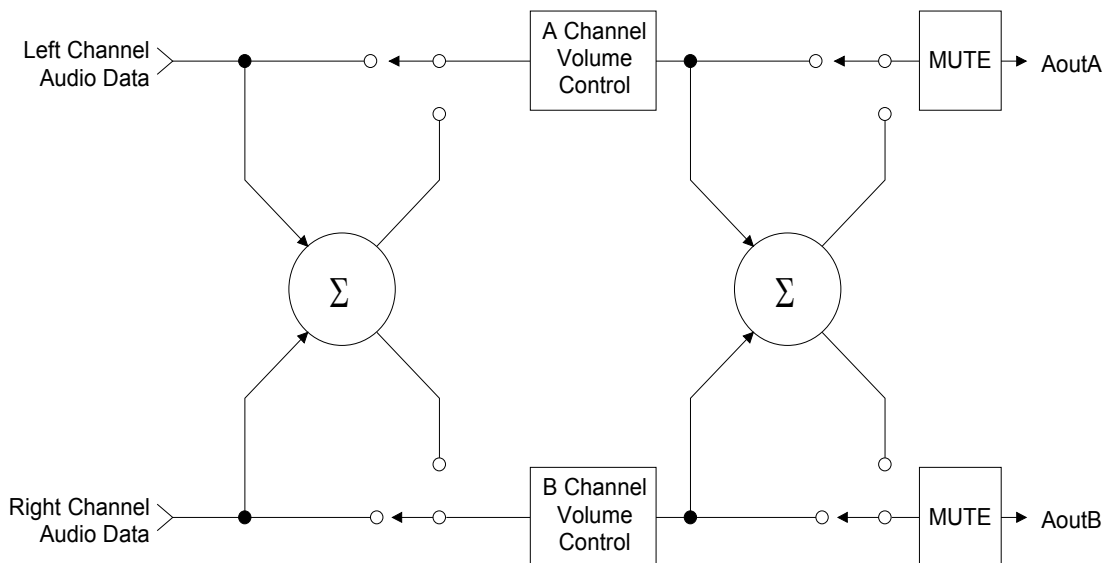 Left Channel
Audio Data
A Channel
Volume
Control
MUTE
AoutA
Σ
Σ
Right Channel
Audio Data
B Channel
Volume
Control
MUTE
AoutB